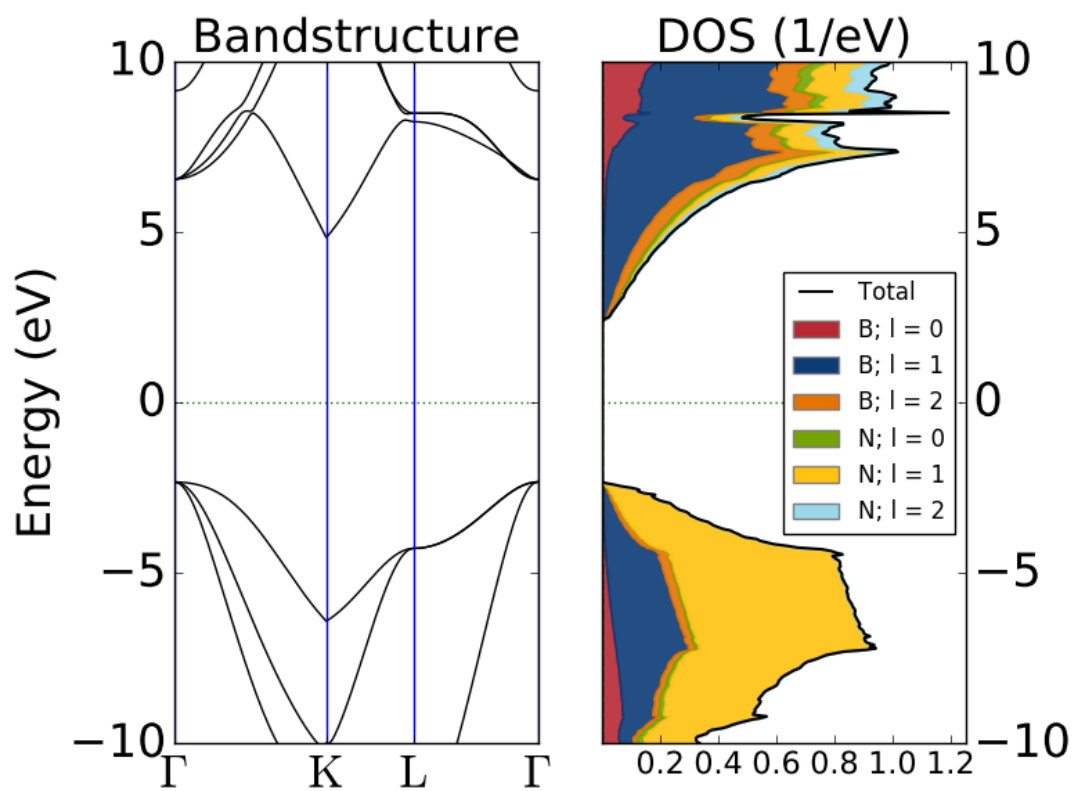 Bandstructure
DOS (1/eV)
Energy (eV)
10
5
0
−5
−10
Γ
K
L
Γ
10
5
0
−5
−10
0.2 0.4 0.6 0.8 1.0 1.2
Total
B; l = 0
B; l = 1
B; l = 2
N; l = 0
N; l = 1
N; l = 2